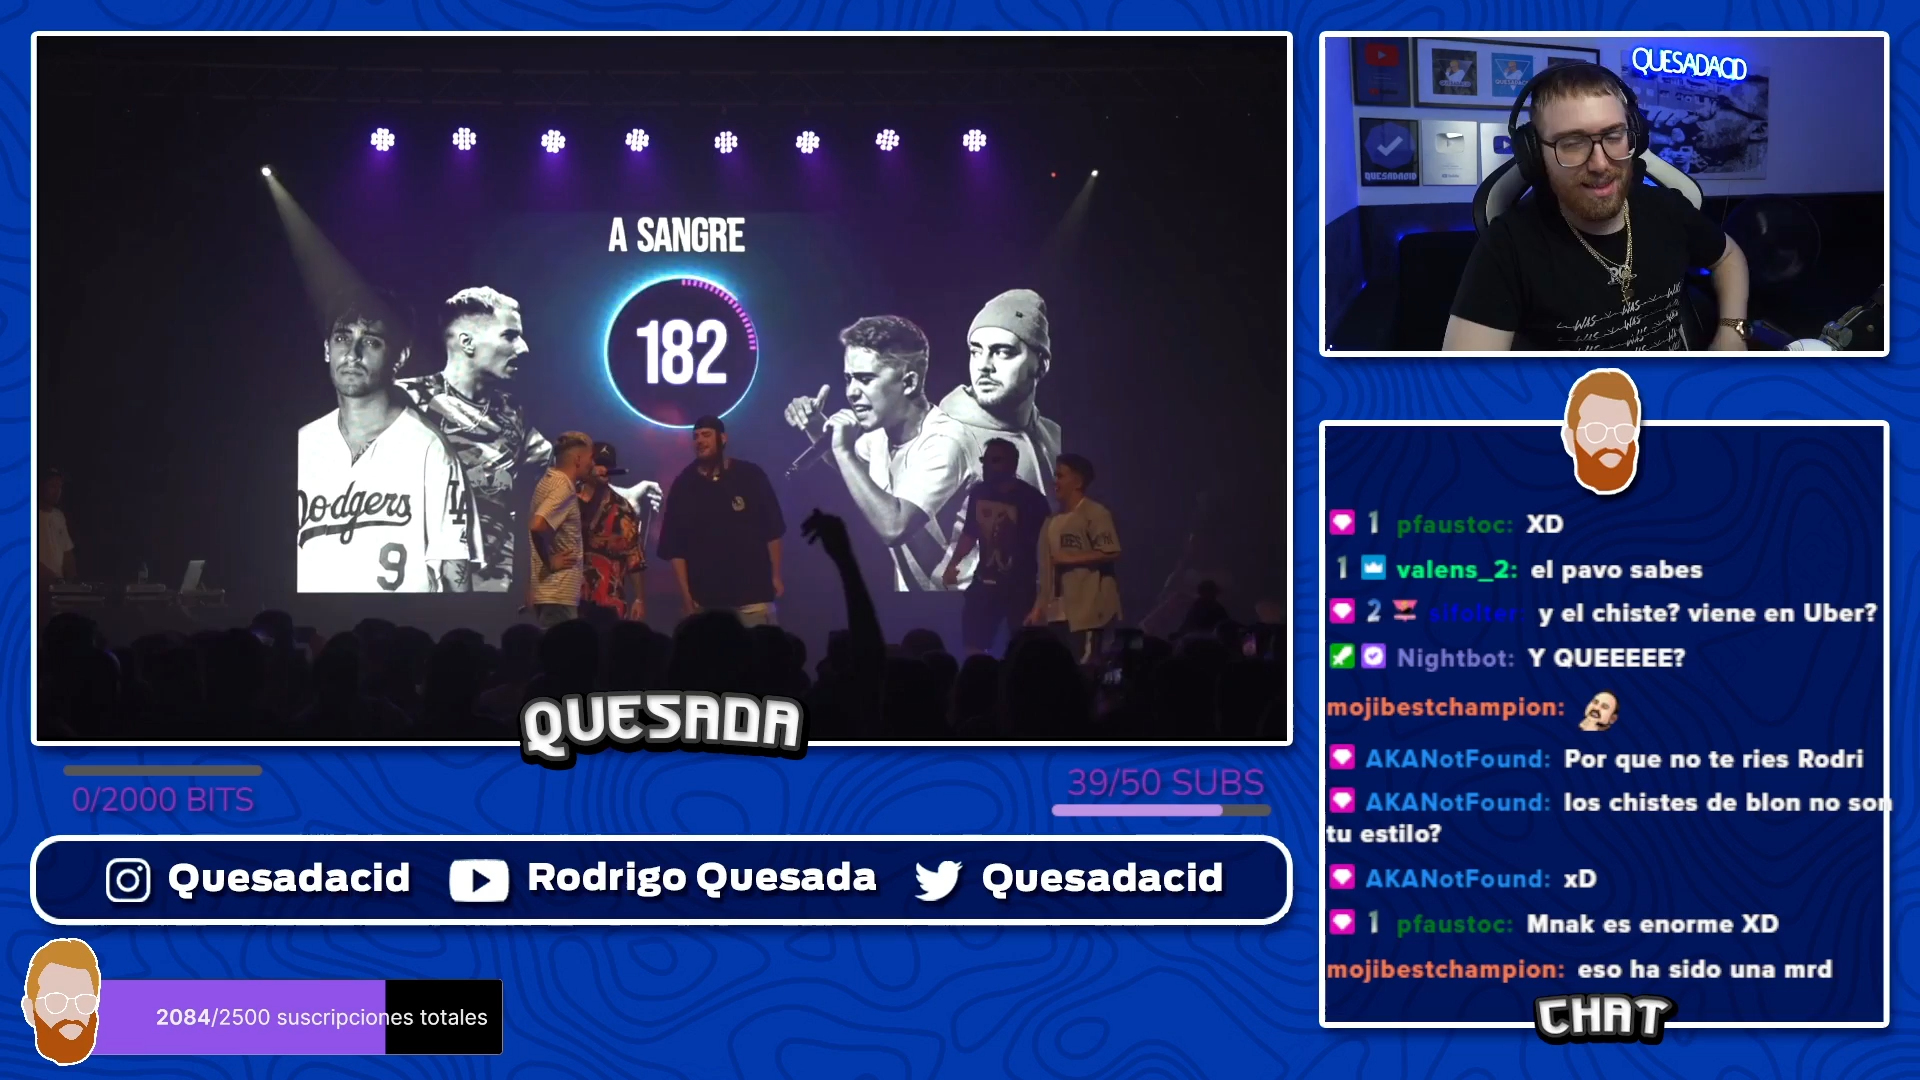 A SANGRE
182
Dodgers
9
QUESADA
0/2000 BITS
39/50 SUBS
Quesadacid
Rodrigo Quesada
Quesadacid
2084/2500 suscripciones totales
QUESADACID
QUESADACID
1 pfaustoc: XD
1 valens_2: el pavo sabes
2 slfolter: y el chiste? viene en Uber?
Nightbot: Y QUEEEEE?
mojibestchampion:
AKANotFound: Por que no te ries Rodri
AKANotFound: los chistes de blon no son
tu estilo?
AKANotFound: xD
1 pfaustoc: Mnak es enorme XD
mojibestchampion: eso ha sido una mrd
CHAT